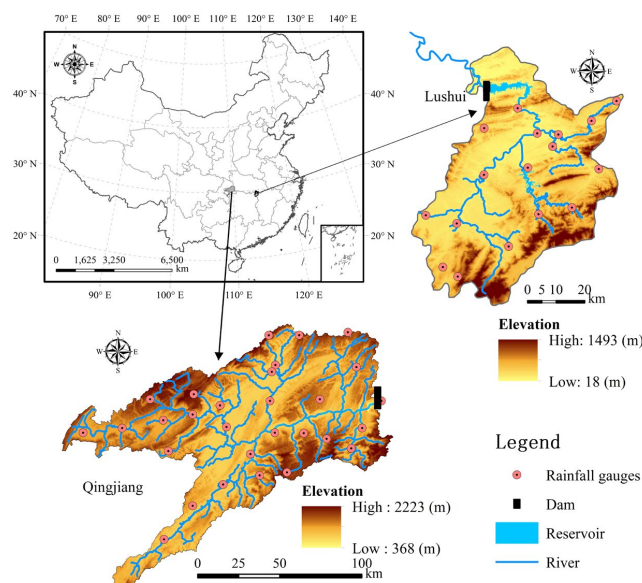 70° E 80° E 90° E 100° E 110° E 120° E 130° E 140° E
N
W E
S
40° N
30° N
20° N
40° N
30° N
20° N
0 1,625 3,250 6,500
km
90° E 100° E 110° E 120° E
Lushui
N
W E
S
0 5 10 20
km
Elevation
High: 1493 (m)
Low: 18 (m)
N
W E
S
Qingjiang
Elevation
High : 2223 (m)
Low : 368 (m)
0 25 50 100
km
Legend
Rainfall gauges
Dam
Reservoir
River